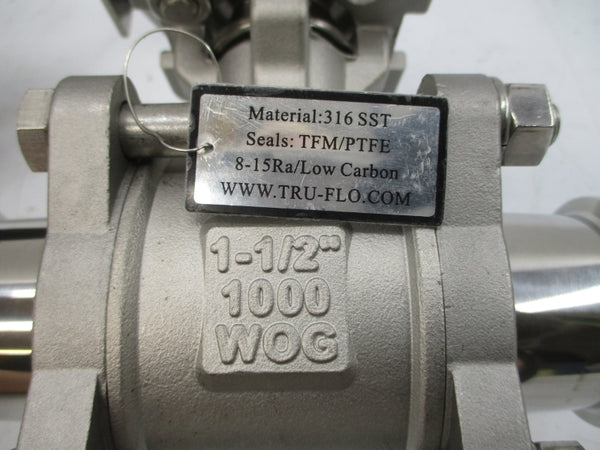 Material:316 SST
Seals: TFM/PTFE
8-15Ra/Low Carbon
WWW.TRU-FLO.COM
1-1/2"
1000
WOG